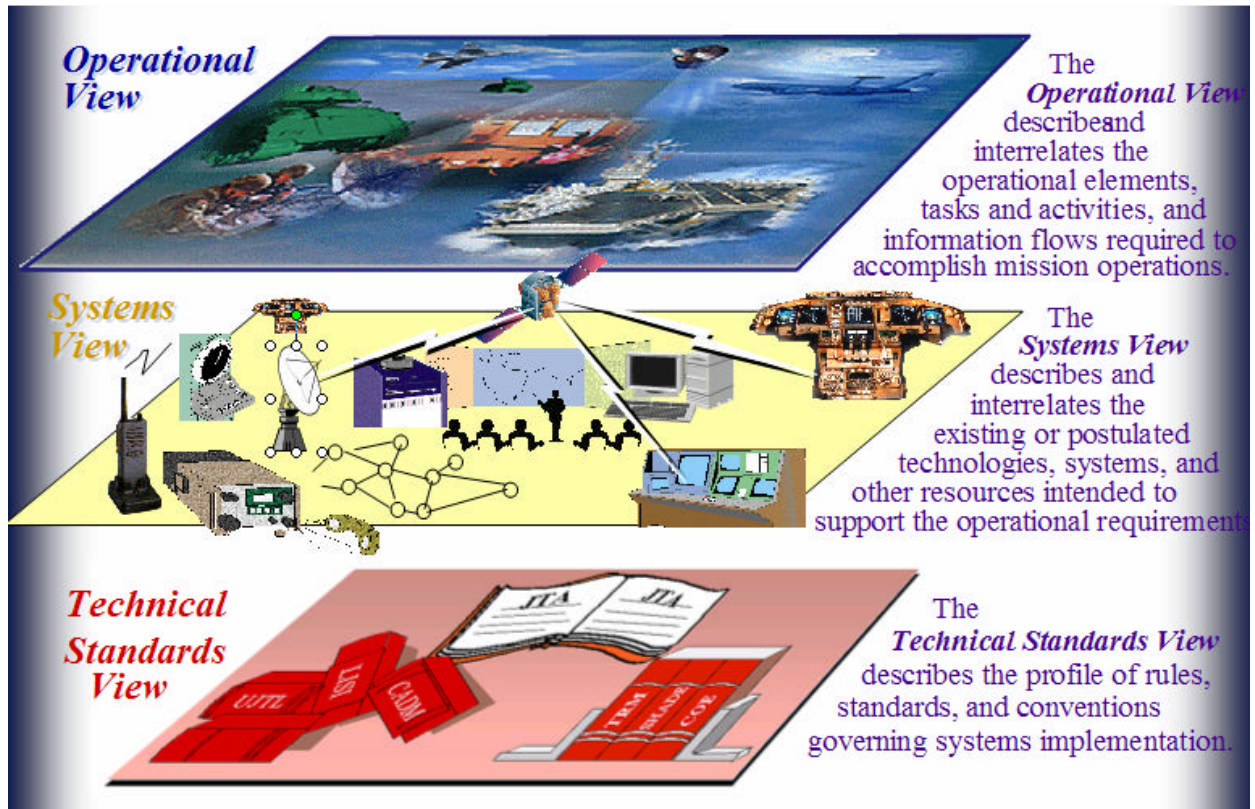 Operational
View
The
Operational View
describesand
interrelates the
operational elements,
tasks and activities, and
information flows required to
accomplish mission operations.
Systems
View
The
Systems View
describes and
interrelates the
existing or postulated
technologies, systems, and
other resources intended to
support the operational requirements
Technical
Standards
View
JTA
JTA
UJTL
LISI
CADM
TRM
SHADE
COE
The
Technical Standards View
describes the profile of rules,
standards, and conventions
governing systems implementation.